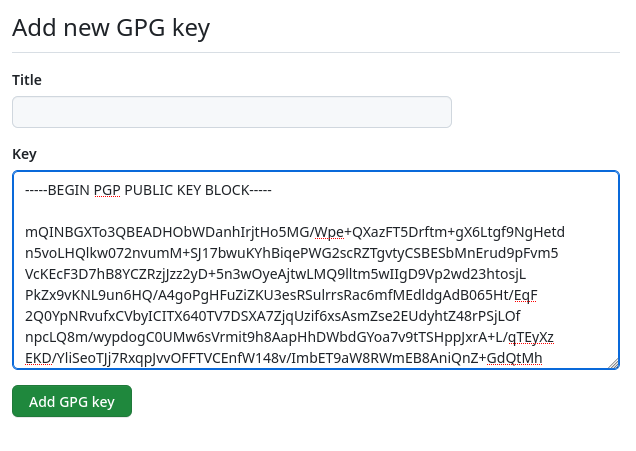 Add new GPG key
Title
Key
-----BEGIN PGP PUBLIC KEY BLOCK-----
mQINBGXTo3QBEADHObWDanhIrjtHo5MG/Wpe+QXazFT5Drftm+gX6Ltgf9NgHetd
n5voLHQlkw072nvumM+SJ17bwuKYhBiqePWG2scRZTgvtyCSBESbMnErud9pFvm5
VcKEcF3D7hB8YCZRzjJzz2yD+5n3wOyeAjtwLMQ9lltm5wIIgD9Vp2wd23htosjL
PkZx9vKNL9un6HQ/A4goPgHFuZiZKU3esRSulrrsRac6mfMEdldgAdB065Ht/EqF
2Q0YpNRvufxCVbyICITX640TV7DSXA7ZjqUzif6xsAsmZse2EUdyhtZ48rPSjLOf
npcLQ8m/wypdogC0UMw6sVrmit9h8AapHhDWbdGYoa7v9tTSHppJxrA+L/qTEyXz
EKD/YliSeoTJj7RxqpJvvOFFTVCEnfW148v/ImbET9aW8RWmEB8AniQnZ+GdQtMh
Add GPG key